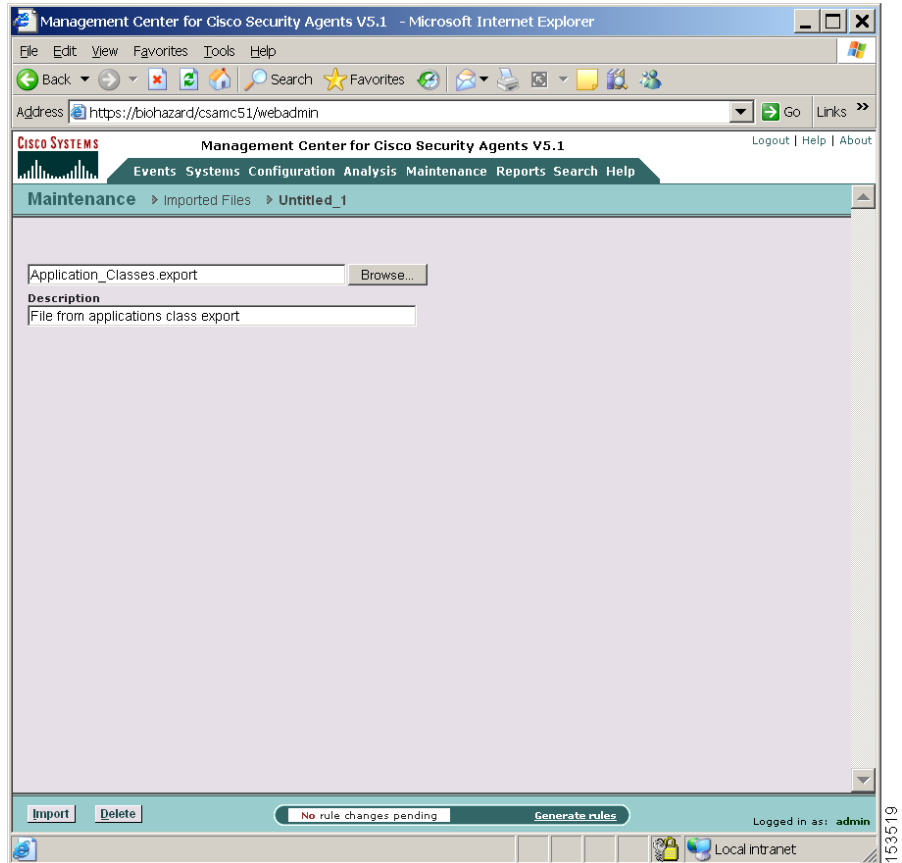 Management Center for Cisco Security Agents V5.1 - Microsoft Internet Explorer
File Edit View Favorites Tools Help
Back Search Favorites
Address https://biohazard/csamc51/webadmin Go Links »
CISCO SYSTEMS
Management Center for Cisco Security Agents V5.1
Logout | Help | About
Events Systems Configuration Analysis Maintenance Reports Search Help
Maintenance Imported Files Untitled_1
Application_Classes.export Browse...
Description
File from applications class export
Import Delete No rule changes pending Generate rules Logged in as: admin
Local intranet
153519